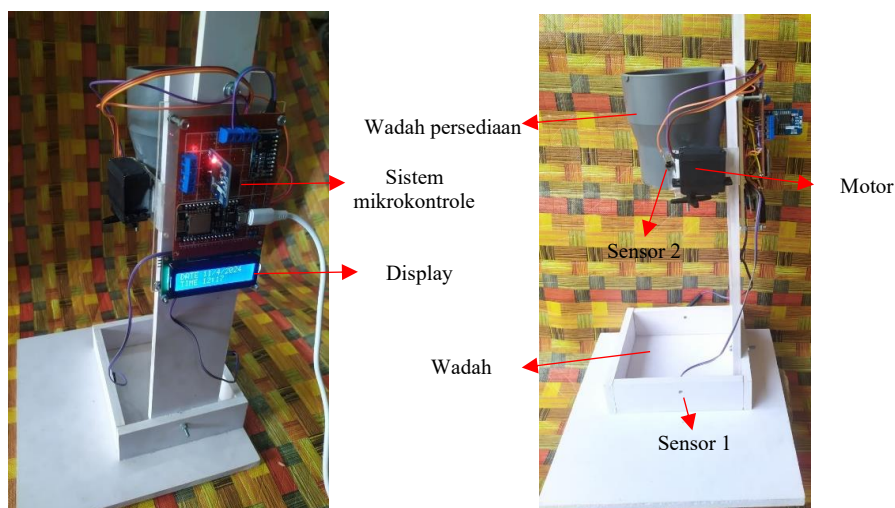 Wadah persediaan
Sistem
mikrokontrole
Display
DATE 11/4/2024
TIME 12:17
Wadah
Motor
Sensor 2
Sensor 1